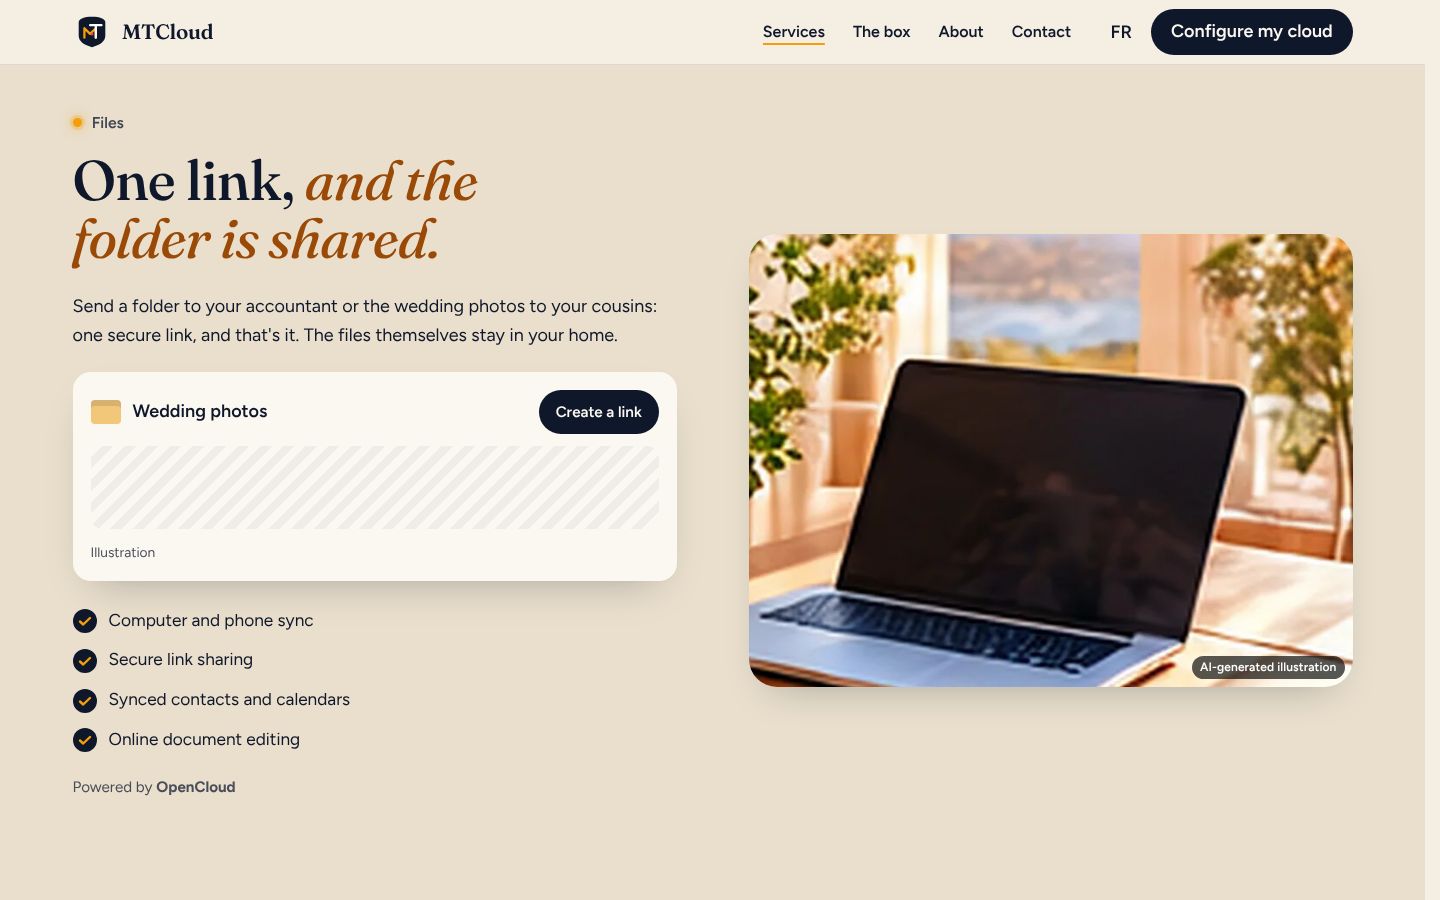 MTCloud
Services
The box
About
Contact
FR
Configure my cloud
Files
One link, and the
folder is shared.
Send a folder to your accountant or the wedding photos to your cousins:
one secure link, and that's it. The files themselves stay in your home.
Wedding photos
Create a link
Illustration
Computer and phone sync
Secure link sharing
Synced contacts and calendars
Online document editing
Powered by OpenCloud
AI-generated illustration